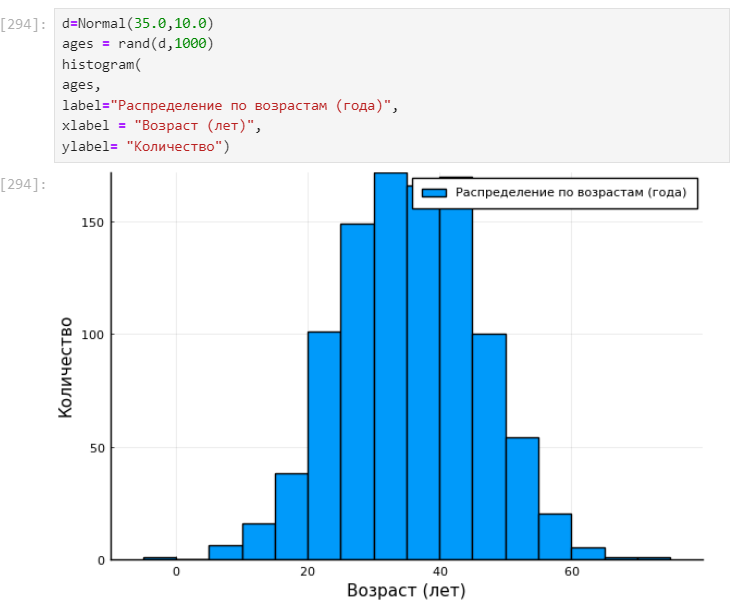 [294]:
d=Normal(35.0,10.0)
ages = rand(d,1000)
histogram(
ages,
label="Распределение по возрастам (года)",
xlabel = "Возраст (лет)",
ylabel= "Количество")
[294]:
Распределение по возрастам (года)
150
100
50
0
Количество
0 20 40 60
Возраст (лет)